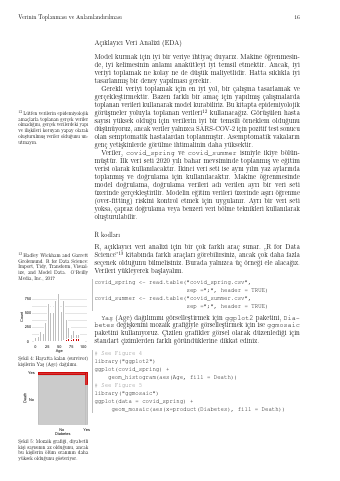 Verinin Toplanması ve Anlamlandırılması 16
Açıklayıcı Veri Analizi (EDA)
Model kurmak için iyi bir veriye ihtiyaç duyarız. Makine öğrenmesin-
de, iyi kelimesinin anlamı anakütleyi iyi temsil etmektir. Ancak, iyi
veriyi toplamak ne kolay ne de düşük maliyetlidir. Hatta sıklıkla iyi
tasarlanmış bir deney yapılması gerekir.
Gerekli veriyi toplamak için en iyi yol, bir çalışma tasarlamak ve
gerçekleştirmektir. Bazen farklı bir amaç için yapılmış çalışmalarda
toplanan verileri kullanarak model kurabiliriz. Bu kitapta epidemiyolojik
görüşmeler yoluyla toplanan verileri¹² kullanacağız. Görüşülen hasta
sayısı yüksek olduğu için verilerin iyi bir temsili örneklem olduğunu
düşünüyoruz, ancak veriler yalnızca SARS-COV-2 için pozitif test sonucu
olan semptomatik hastalardan toplanmıştır. Asemptomatik vakaların
genç yetişkinlerde görülme ihtimalinin daha yüksektir.
Veriler, covid_spring ve covid_summer ismiyle ikiye bölün-
müştür. İlk veri seti 2020 yılı bahar mevsiminde toplanmış ve eğitim
verisi olarak kullanılacaktır. İkinci veri seti ise aynı yılın yaz aylarında
toplanmış ve doğrulama için kullanılacaktır. Makine öğrenmesinde
model doğrulama, doğrulama verileri adı verilen ayrı bir veri seti
üzerinde gerçekleştirilir. Modelin eğitim verileri üzerinde aşırı öğrenme
(over-fitting) riskini kontrol etmek için uygulanır. Ayrı bir veri seti
yoksa, çapraz doğrulama veya benzeri veri bölme teknikleri kullanılarak
oluşturulabilir.
¹² Lütfen verilerin epidemiyolojik
amaçlarla toplanan gerçek veriler
olmadığını, gerçek verilerdeki yapı
ve ilişkileri koruyan yapay olarak
oluşturulmuş veriler olduğunu un-
utmayın.
R kodları
R, açıklayıcı veri analizi için bir çok farklı araç sunar. „R for Data
Science"¹³ kitabında farklı araçları görebilirsiniz, ancak çok daha fazla
seçenek olduğunu bilmelisiniz. Burada yalnızca üç örneği ele alacağız.
Verileri yükleyerek başlayalım.
¹³ Hadley Wickham and Garrett
Grolemund. R for Data Science:
Import, Tidy, Transform, Visual-
ize, and Model Data. O'Reilly
Media, Inc., 2017
covid_spring <- read.table("covid_spring.csv",
sep =";", header = TRUE)
covid_summer <- read.table("covid_summer.csv",
sep =";", header = TRUE)
Yaş (Age) dağılımını görselleştirmek için ggplot2 paketini, Dia-
betes değişkenini mozaik grafiğiyle görselleştirmek için ise ggmosaic
paketini kullanıyoruz. Çizilen grafikler görsel olarak düzenlediği için
standart çizimlerden farklı göründüklerine dikkat ediniz.
# See Figure 4
library("ggplot2")
ggplot(covid_spring) +
geom_histogram(aes(Age, fill = Death))
# See Figure 5
library("ggmosaic")
ggplot(data = covid_spring) +
geom_mosaic(aes(x=product(Diabetes), fill = Death))
750
500
250
0
Count
0 25 50 75 100
Age
Şekil 4: Hayatta kalan (survivor)
kişilerin Yaş (Age) dağılımı
Yes
No
Death
No Yes
Diabetes
Şekil 5: Mozaik grafiği, diyabetli
kişi sayısının az olduğunu, ancak
bu kişilerin ölüm oranının daha
yüksek olduğunu gösteriyor.